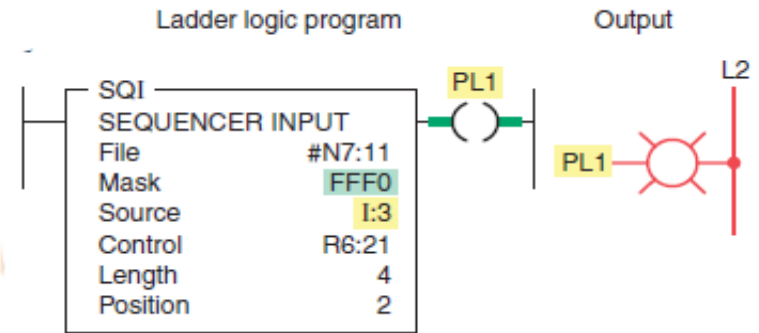 Ladder logic program Output
L2
SQI
SEQUENCER INPUT
File #N7:11
Mask FFF0
Source I:3
Control R6:21
Length 4
Position 2
PL1
PL1